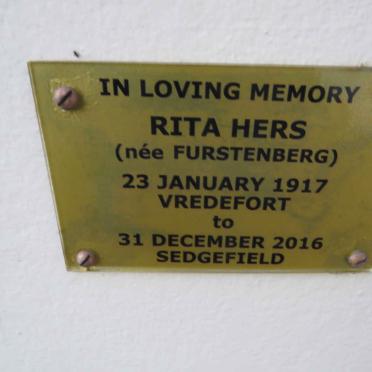 IN LOVING MEMORY
RITA HERS
(née FURSTENBERG)
23 JANUARY 1917
VREDEFORT
to
31 DECEMBER 2016
SEDGEFIELD